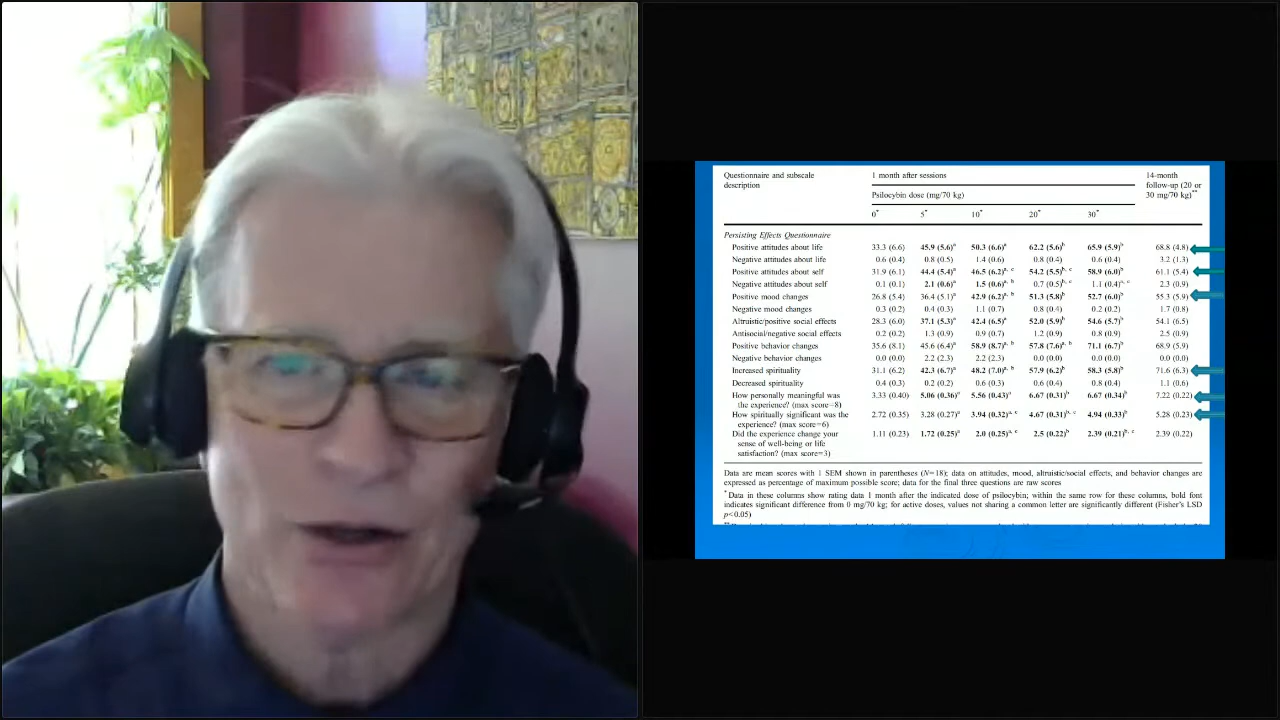 Questionnaire and subscale description 1 month after sessions 14-month follow-up (20 or 30 mg/70 kg)**
Psilocybin dose (mg/70 kg)
0* 5* 10* 20* 30*
Persisting Effects Questionnaire
Positive attitudes about life 33.3 (6.6) 45.9 (5.6)a 50.3 (6.6)a 62.2 (5.6)b 65.9 (5.9)b 68.8 (4.8)
Negative attitudes about life 0.6 (0.4) 0.8 (0.5) 1.4 (0.6) 0.8 (0.4) 0.6 (0.4) 3.2 (1.3)
Positive attitudes about self 31.9 (6.1) 44.4 (5.4)a 46.5 (6.2)a, c 54.2 (5.5)b, c 58.9 (6.0)b 61.1 (5.4)
Negative attitudes about self 0.1 (0.1) 2.1 (0.6)a 1.5 (0.6)a, b 0.7 (0.5)b, c 1.1 (0.4)a, c 2.3 (0.9)
Positive mood changes 26.8 (5.4) 36.4 (5.1)a 42.9 (6.2)a, b 51.3 (5.8)b 52.7 (6.0)b 55.3 (5.9)
Negative mood changes 0.3 (0.2) 0.4 (0.3) 1.1 (0.7) 0.8 (0.4) 0.2 (0.2) 1.7 (0.8)
Altruistic/positive social effects 28.3 (6.0) 37.1 (5.3)a 42.4 (6.5)a 52.0 (5.9)b 54.6 (5.7)b 54.1 (6.5)
Antisocial/negative social effects 0.2 (0.2) 1.3 (0.9) 0.9 (0.7) 1.2 (0.9) 0.8 (0.9) 2.5 (0.9)
Positive behavior changes 35.6 (8.1) 45.6 (6.4)a 58.9 (8.7)a, b 57.8 (7.6)a, b 71.1 (6.7)b 68.9 (5.9)
Negative behavior changes 0.0 (0.0) 2.2 (2.3) 2.2 (2.3) 0.0 (0.0) 0.0 (0.0) 0.0 (0.0)
Increased spirituality 31.1 (6.2) 42.3 (6.7)a 48.2 (7.0)a, b 57.9 (6.2)b 58.3 (5.8)b 71.6 (6.3)
Decreased spirituality 0.4 (0.3) 0.2 (0.2) 0.6 (0.3) 0.6 (0.4) 0.8 (0.4) 1.1 (0.6)
How personally meaningful was 3.33 (0.40) 5.06 (0.36)a 5.56 (0.43)a 6.67 (0.31)b 6.67 (0.34)b 7.22 (0.22)
the experience? (max score=8)
How spiritually significant was the 2.72 (0.35) 3.28 (0.27)a 3.94 (0.32)a, c 4.67 (0.31)b, c 4.94 (0.33)b 5.28 (0.23)
experience? (max score=6)
Did the experience change your 1.11 (0.23) 1.72 (0.25)a 2.0 (0.25)a, c 2.5 (0.22)b 2.39 (0.21)b, c 2.39 (0.22)
sense of well-being or life
satisfaction? (max score=3)
Data are mean scores with 1 SEM shown in parentheses (N=18); data on attitudes, mood, altruistic/social effects, and behavior changes are
expressed as percentage of maximum possible score; data for the final three questions are raw scores
* Data in these columns show rating data 1 month after the indicated dose of psilocybin; within the same row for these columns, bold font
indicates significant difference from 0 mg/70 kg; for active doses, values not sharing a common letter are significantly different (Fisher's LSD
p<0.05)